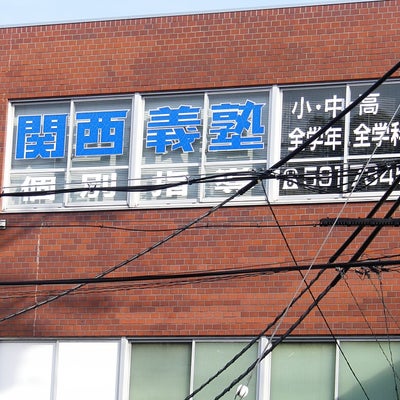 関西義塾
個別指導
小・中 高
全学年 全学科